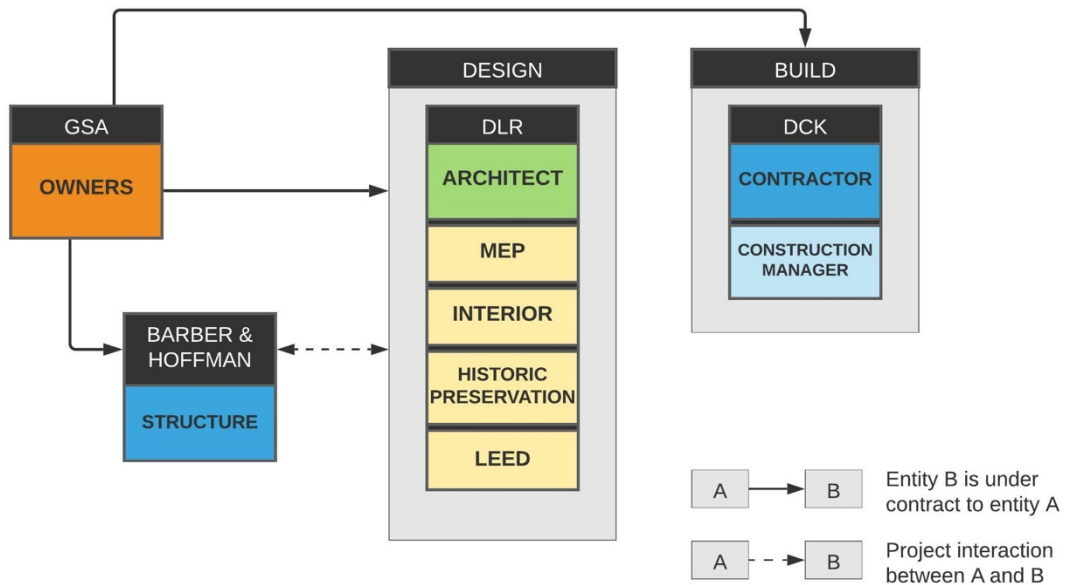 DESIGN
BUILD
GSA
OWNERS
DLR
ARCHITECT
MEP
INTERIOR
HISTORIC
PRESERVATION
LEED
DCK
CONTRACTOR
CONSTRUCTION
MANAGER
BARBER &
HOFFMAN
STRUCTURE
A
B
Entity B is under
contract to entity A
A
B
Project interaction
between A and B